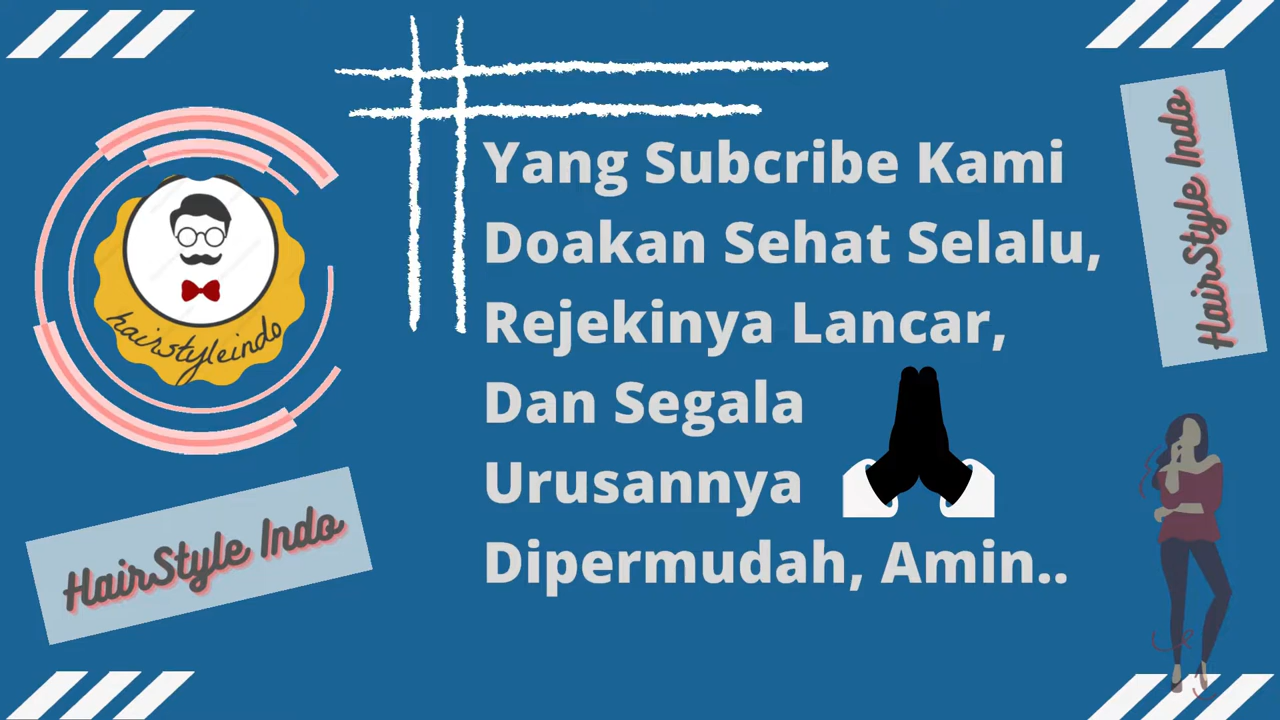 Yang Subcribe Kami
Doakan Sehat Selalu,
Rejekinya Lancar,
Dan Segala
Urusannya
Dipermudah, Amin..
hairstyleindo
HairStyle Indo
HairStyle Indo